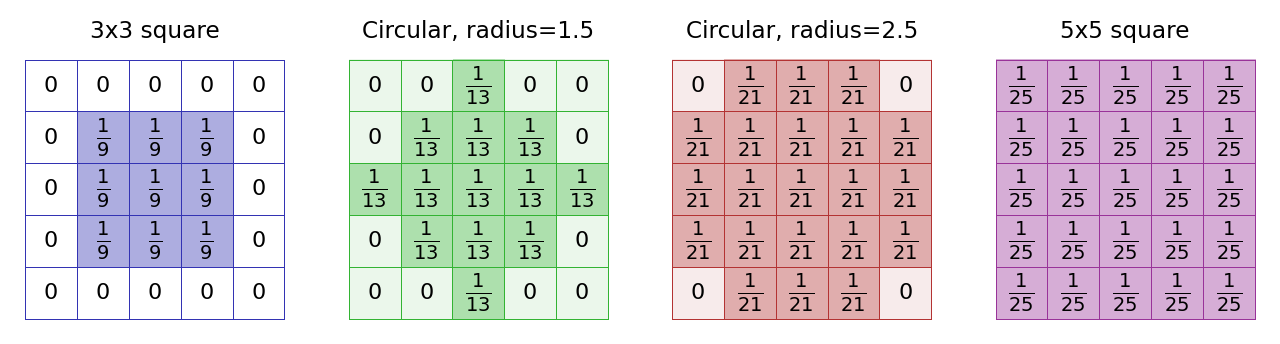 3x3 square
0 0 0 0 0
0 1/9 1/9 1/9 0
0 1/9 1/9 1/9 0
0 1/9 1/9 1/9 0
0 0 0 0 0
Circular, radius=1.5
0 0 1/13 0 0
0 1/13 1/13 1/13 0
1/13 1/13 1/13 1/13 1/13
0 1/13 1/13 1/13 0
0 0 1/13 0 0
Circular, radius=2.5
0 1/21 1/21 1/21 0
1/21 1/21 1/21 1/21 1/21
1/21 1/21 1/21 1/21 1/21
1/21 1/21 1/21 1/21 1/21
0 1/21 1/21 1/21 0
5x5 square
1/25 1/25 1/25 1/25 1/25
1/25 1/25 1/25 1/25 1/25
1/25 1/25 1/25 1/25 1/25
1/25 1/25 1/25 1/25 1/25
1/25 1/25 1/25 1/25 1/25